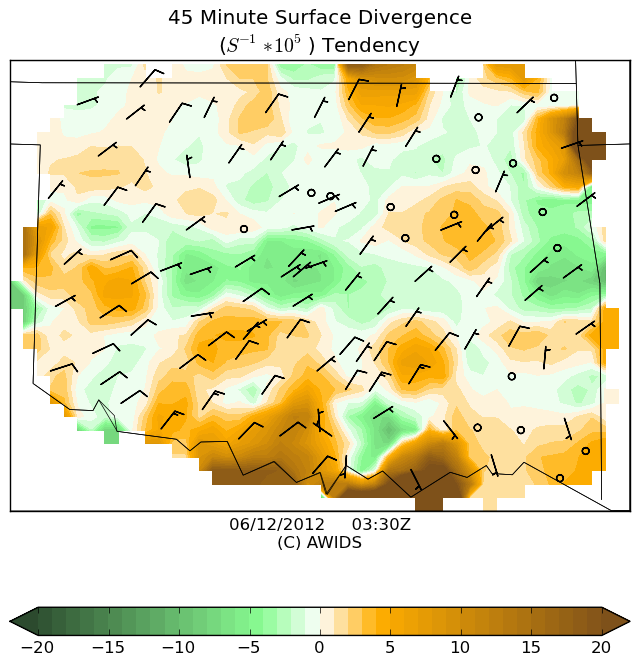 45 Minute Surface Divergence
(S⁻¹ ∗10⁵ ) Tendency
06/12/2012 03:30Z
(C) AWIDS
−20 −15 −10 −5 0 5 10 15 20